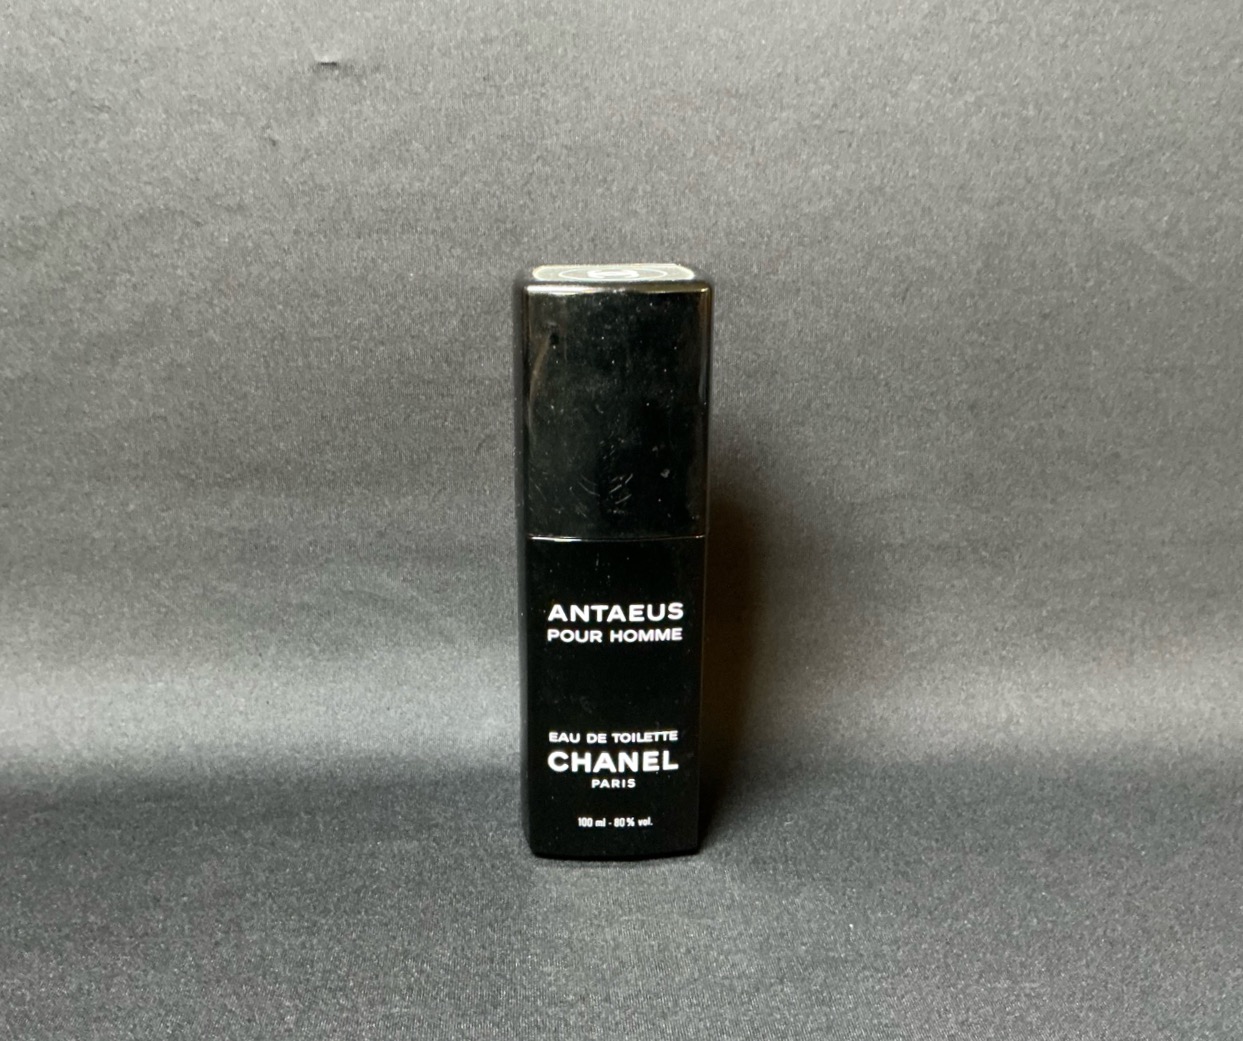 ANTAEUS
POUR HOMME
EAU DE TOILETTE
CHANEL
PARIS
100 ml - 80% vol.